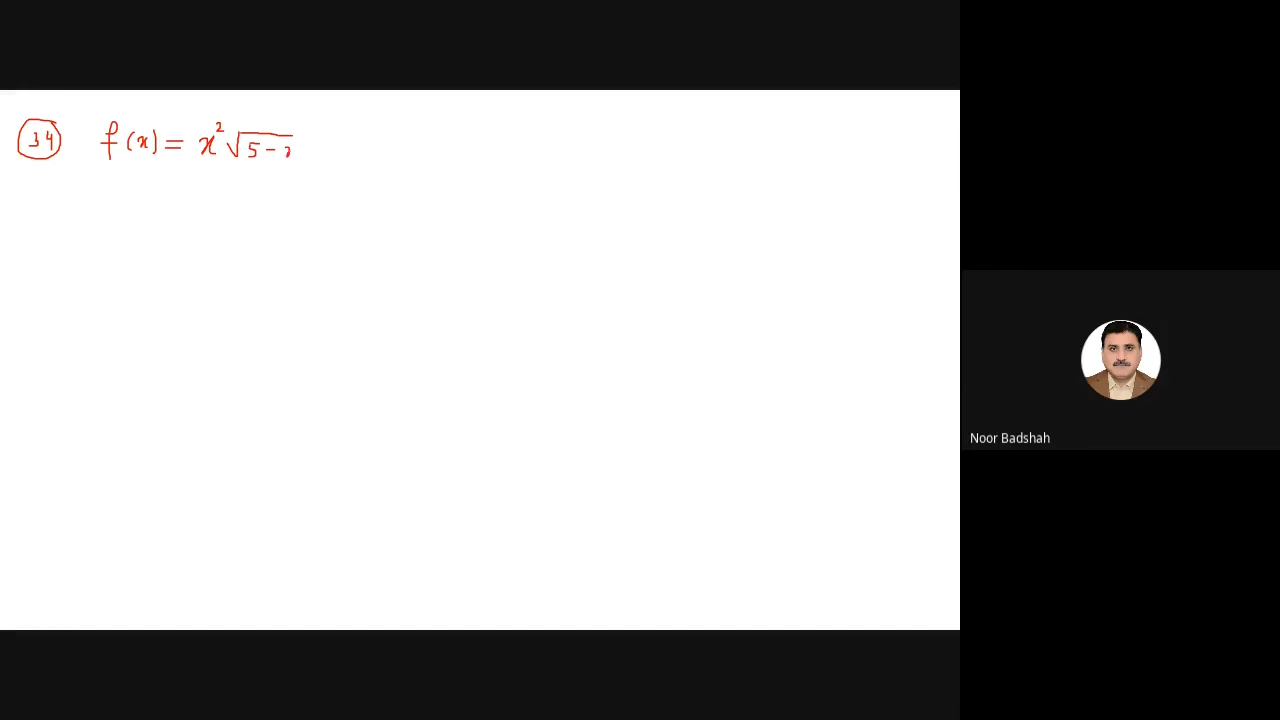 34 f(x) = x²√5-
Noor Badshah